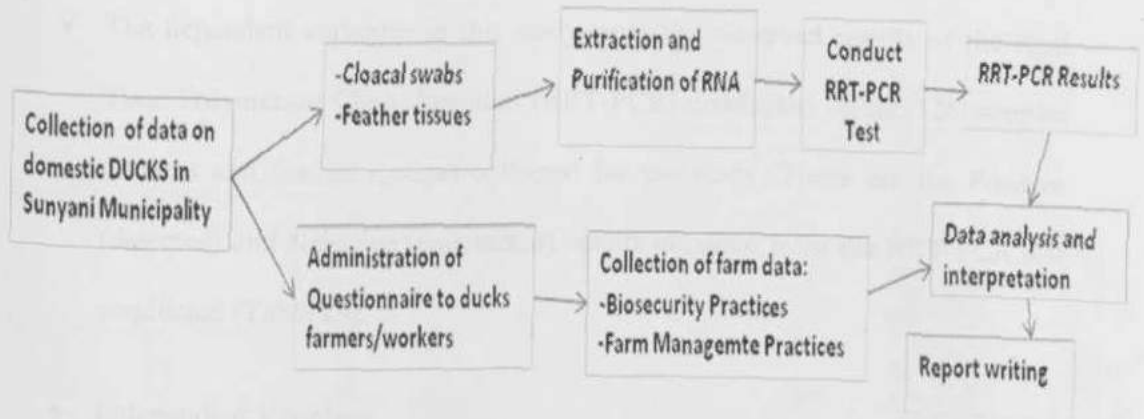 Collection of data on
domestic DUCKS in
Sunyani Municipality
-Cloacal swabs
-Feather tissues
Extraction and
Purification of RNA
Conduct
RRT-PCR
Test
RRT-PCR Results
Administration of
Questionnaire to ducks
farmers/workers
Collection of farm data:
-Biosecurity Practices
-Farm Managemte Practices
Data analysis and
interpretation
Report writing